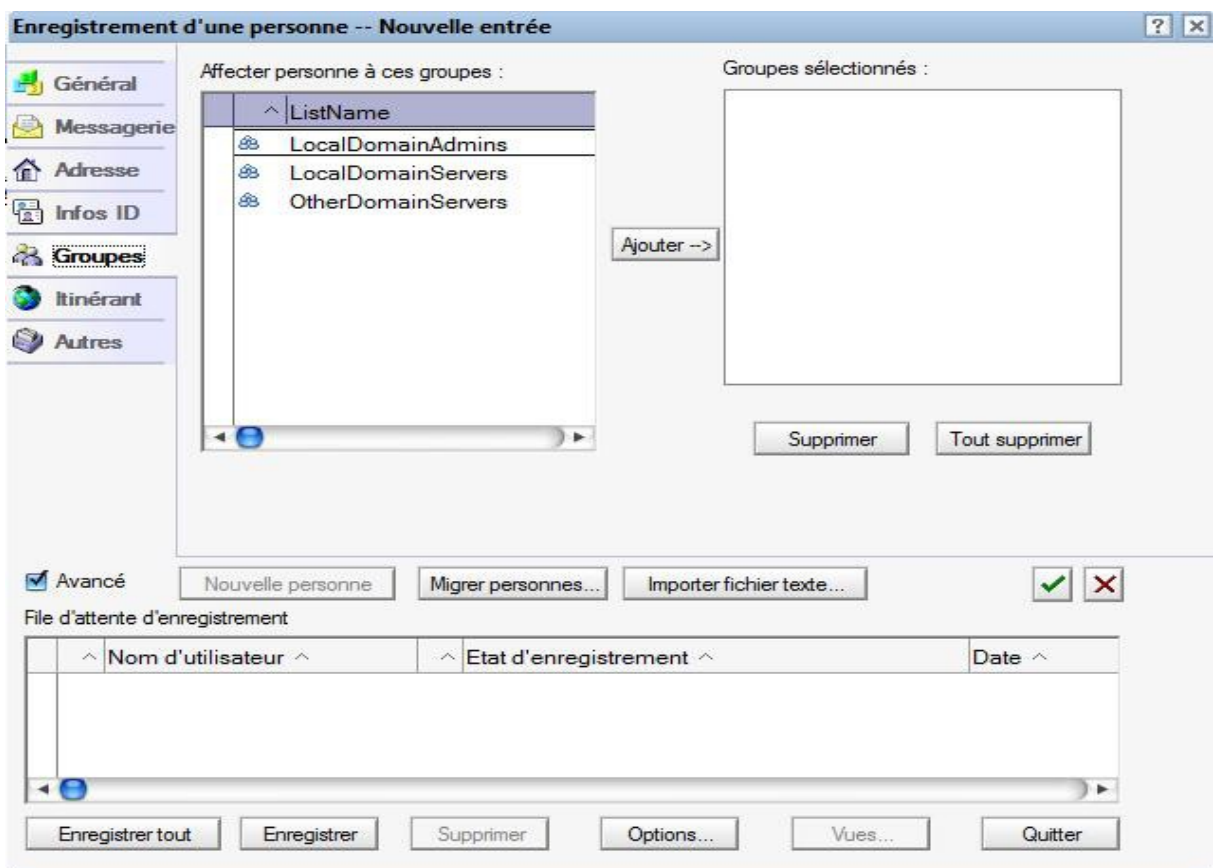 Enregistrement d'une personne -- Nouvelle entrée
Général
Messagerie
Adresse
Infos ID
Groupes
Itinérant
Autres
Affecter personne à ces groupes :
ListName
LocalDomainAdmins
LocalDomainServers
OtherDomainServers
Ajouter -->
Groupes sélectionnés :
Supprimer Tout supprimer
Avancé Nouvelle personne Migrer personnes... Importer fichier texte...
File d'attente d'enregistrement
Nom d'utilisateur Etat d'enregistrement Date
Enregistrer tout Enregistrer Supprimer Options... Vues... Quitter